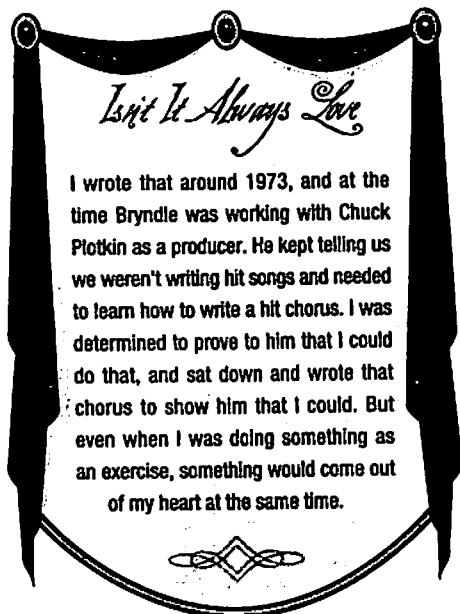 Isn't It Always Love
I wrote that around 1973, and at the
time Bryndle was working with Chuck
Plotkin as a producer. He kept telling us
we weren't writing hit songs and needed
to learn how to write a hit chorus. I was
determined to prove to him that I could
do that, and sat down and wrote that
chorus to show him that I could. But
even when I was doing something as
an exercise, something would come out
of my heart at the same time.